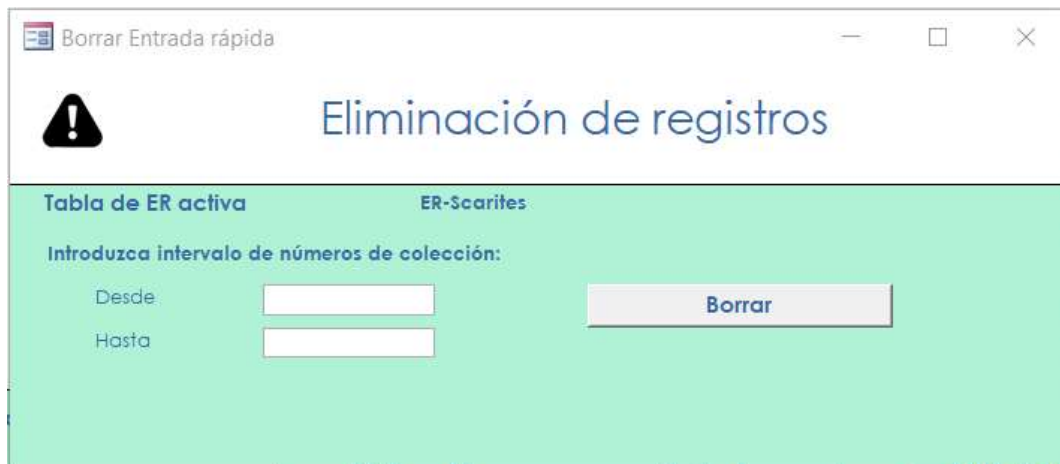 Borrar Entrada rápida
Eliminación de registros
Tabla de ER activa ER-Scarites
Introduzca intervalo de números de colección:
Desde
Borrar
Hasta